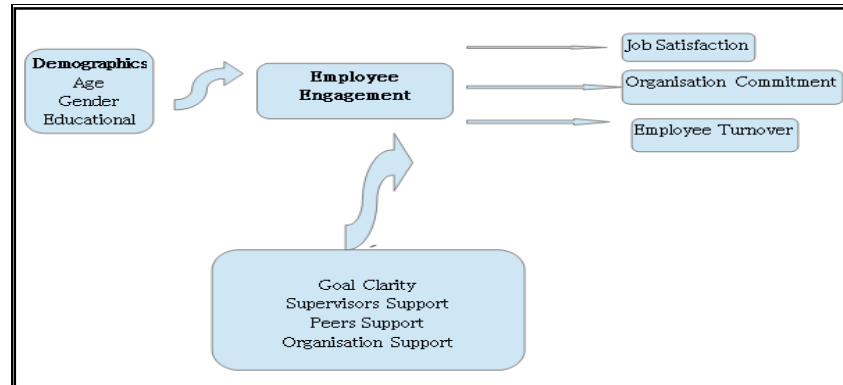 Demographics
Age
Gender
Educational
Employee
Engagement
Job Satisfaction
Organisation Commitment
Employee Turnover
Goal Clarity
Supervisors Support
Peers Support
Organisation Support